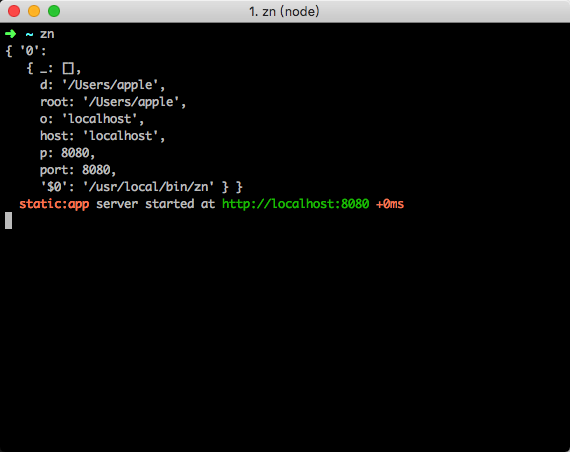 1. zn (node)
➜ ~ zn
{ '0':
   { _: [],
     d: '/Users/apple',
     root: '/Users/apple',
     o: 'localhost',
     host: 'localhost',
     p: 8080,
     port: 8080,
     '$0': '/usr/local/bin/zn' } }
  static:app server started at http://localhost:8080 +0ms